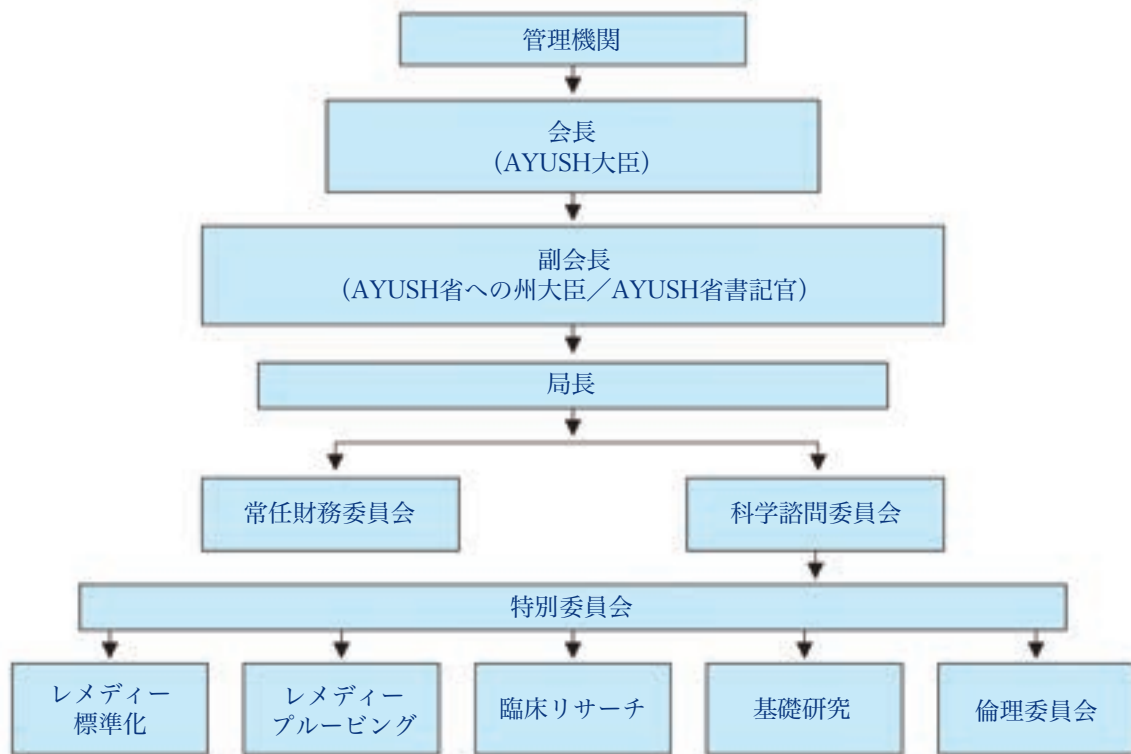 管理機関
会長
（AYUSH大臣）
副会長
（AYUSH省への州大臣／AYUSH省書記官）
局長
常任財務委員会
科学諮問委員会
特別委員会
レメディー
標準化
レメディー
プルービング
臨床リサーチ
基礎研究
倫理委員会